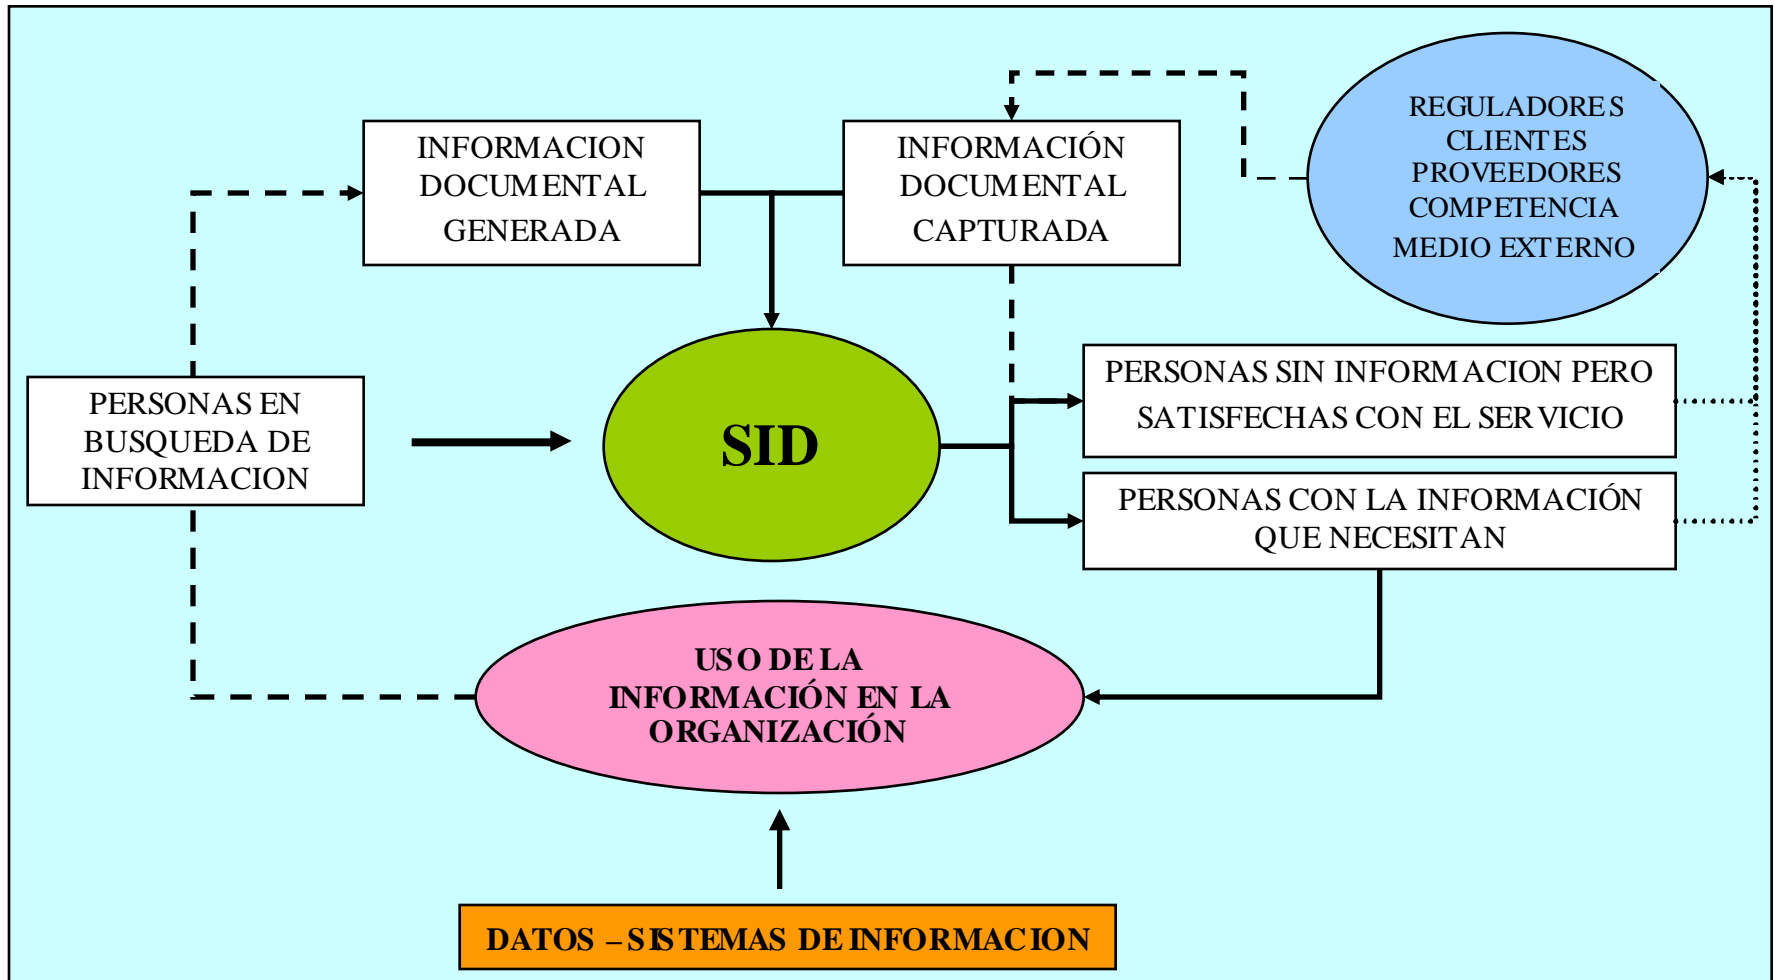 INFORMACION
DOCUMENTAL
GENERADA
INFORMACIÓN
DOCUMENTAL
CAPTURADA
REGULADORES
CLIENTES
PROVEEDORES
COMPETENCIA
MEDIO EXTERNO
PERSONAS EN
BUSQUEDA DE
INFORMACION
SID
PERSONAS SIN INFORMACION PERO
SATISFECHAS CON EL SERVICIO
PERSONAS CON LA INFORMACIÓN
QUE NECESITAN
USO DE LA
INFORMACIÓN EN LA
ORGANIZACIÓN
DATOS – SISTEMAS DE INFORMACION